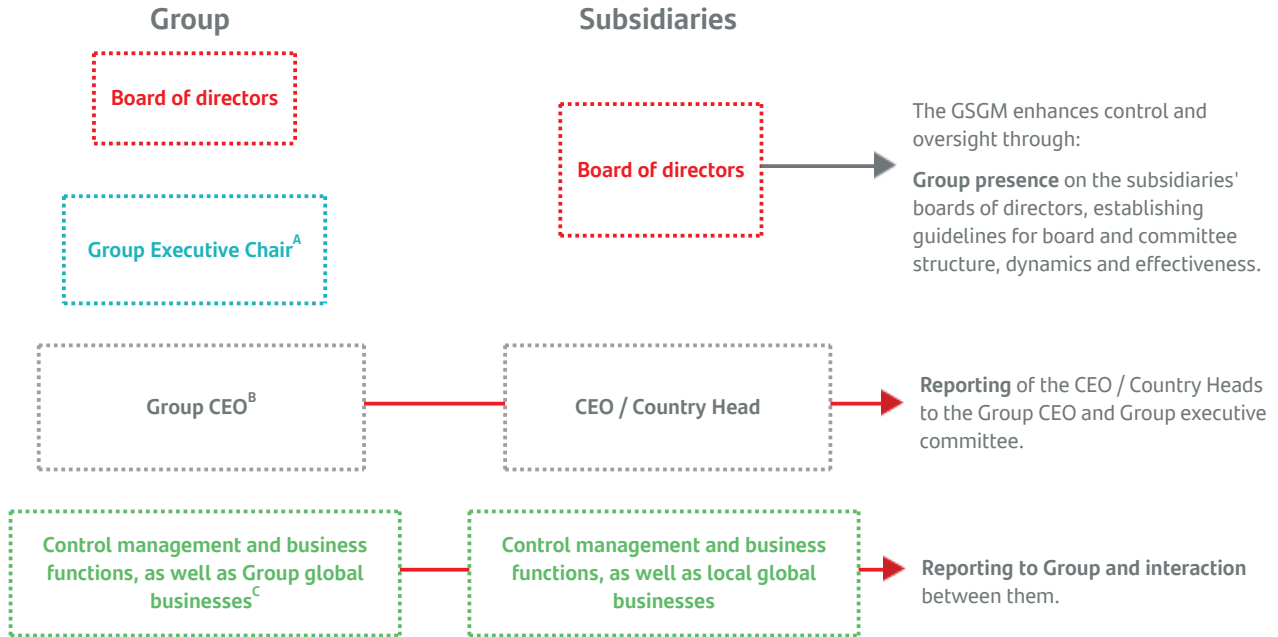 Group
Subsidiaries
Board of directors
Board of directors
The GSGM enhances control and
oversight through:
Group presence on the subsidiaries'
boards of directors, establishing
guidelines for board and committee
structure, dynamics and effectiveness.
Group Executive Chair^A
Group CEO^B
CEO / Country Head
Reporting of the CEO / Country Heads
to the Group CEO and Group executive
committee.
Control management and business
functions, as well as Group global
businesses^C
Control management and business
functions, as well as local global
businesses
Reporting to Group and interaction
between them.